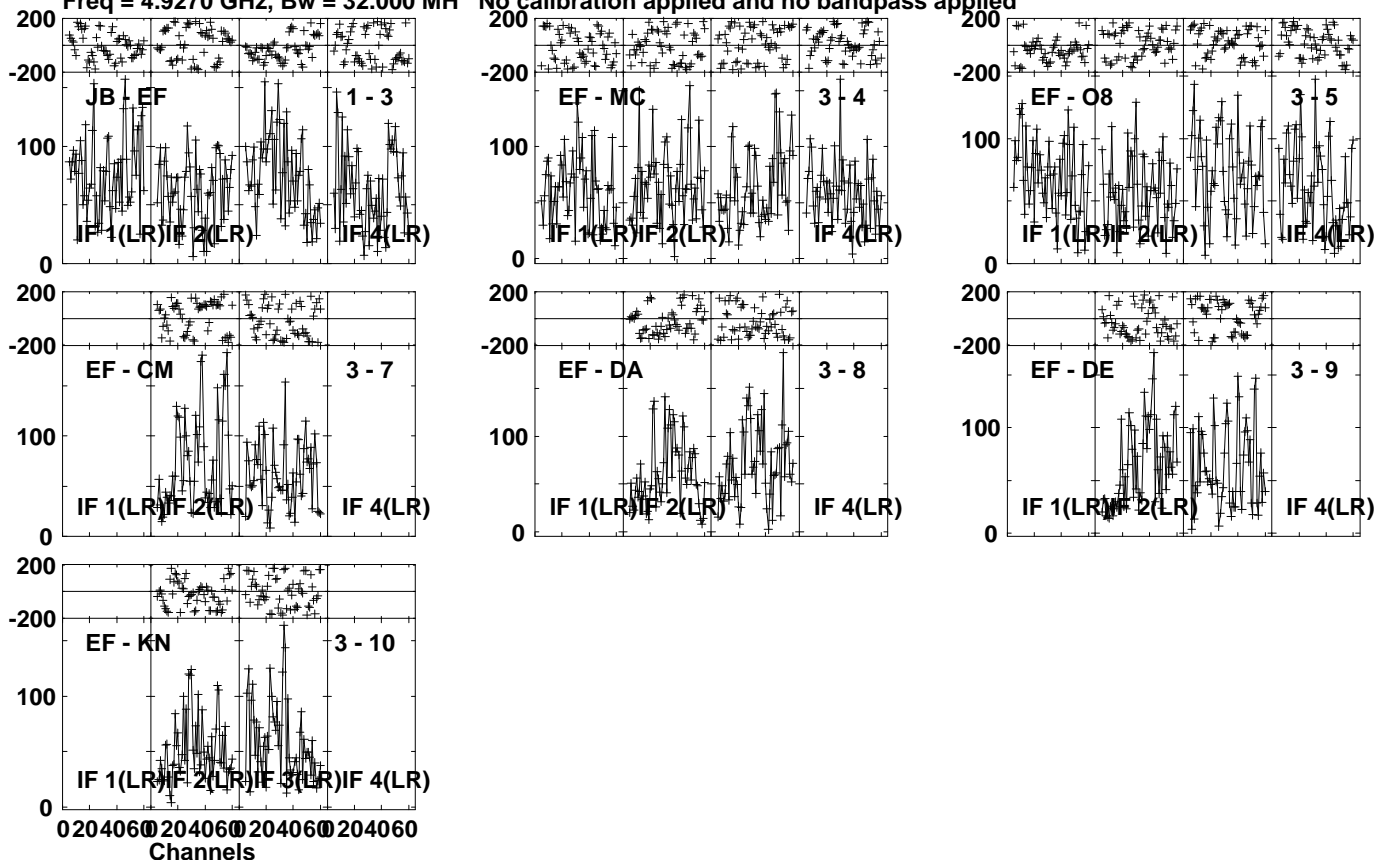 Freq = 4.9270 GHz, Bw = 32.000 MH No calibration applied and no bandpass applied
200
-200
JB - EF 1 - 3
100
IF 1(LR) IF 2(LR) IF 4(LR)
0
200
-200
EF - MC 3 - 4
100
IF 1(LR) IF 2(LR) IF 4(LR)
0
200
-200
EF - O8 3 - 5
100
IF 1(LR) IF 2(LR) IF 4(LR)
0
200
-200
EF - CM 3 - 7
100
IF 1(LR) IF 2(LR) IF 4(LR)
0
200
-200
EF - DA 3 - 8
100
IF 1(LR) IF 2(LR) IF 4(LR)
0
200
-200
EF - DE 3 - 9
100
IF 1(LR) IF 2(LR) IF 4(LR)
0
200
-200
EF - KN 3 - 10
100
IF 1(LR) IF 2(LR) IF 3(LR) IF 4(LR)
0
0 20 40 60 0 20 40 60 0 20 40 60 0 20 40 60
Channels